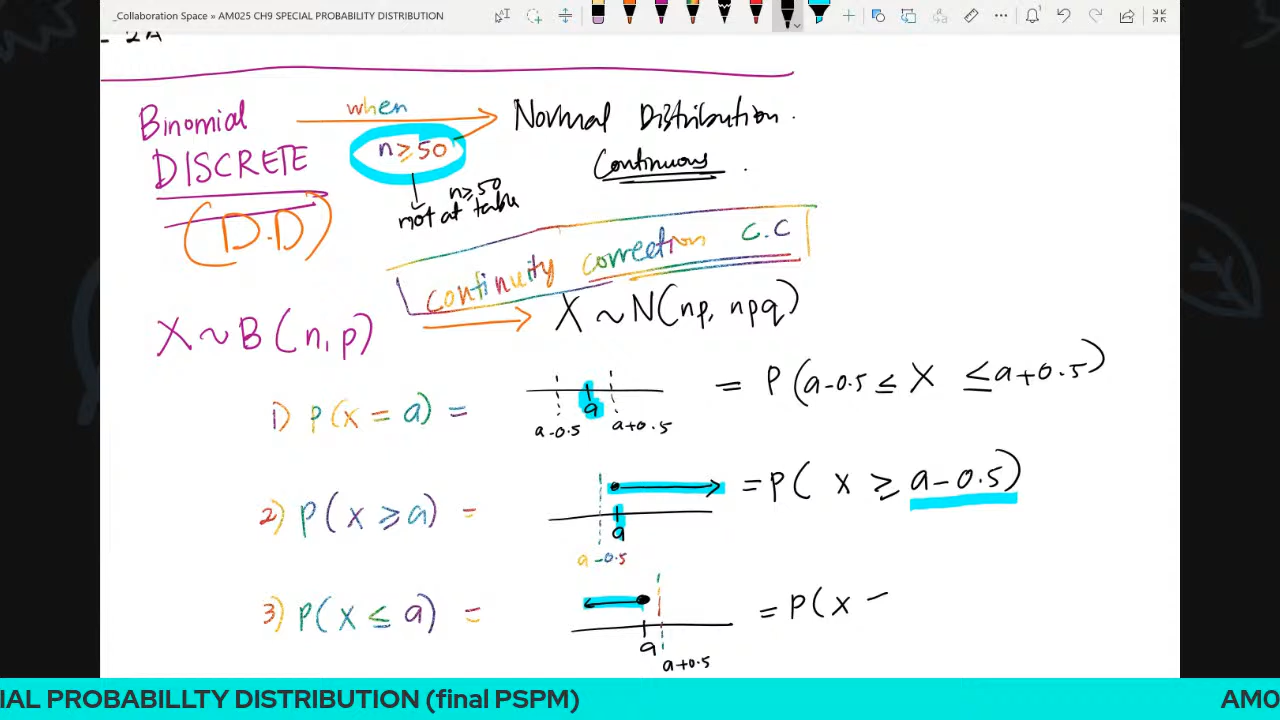 _Collaboration Space » AM025 CH9 SPECIAL PROBABILITY DISTRIBUTION
Binomial when Normal Distribution.
DISCRETE n ≥ 50 Continuous.
(D.D) n≥50
not at table
continuity correction C.C
X ~ B(n,p) X ~ N(np, npq)
1) P(X = a) = a = P(a-0.5 ≤ X ≤ a+0.5)
a-0.5 a+0.5
2) P(X ≥ a) = a = P( X ≥ a-0.5)
a-0.5
3) P(X ≤ a) = a = P(X -
a+0.5
IAL PROBABILLTY DISTRIBUTION (final PSPM) AM0